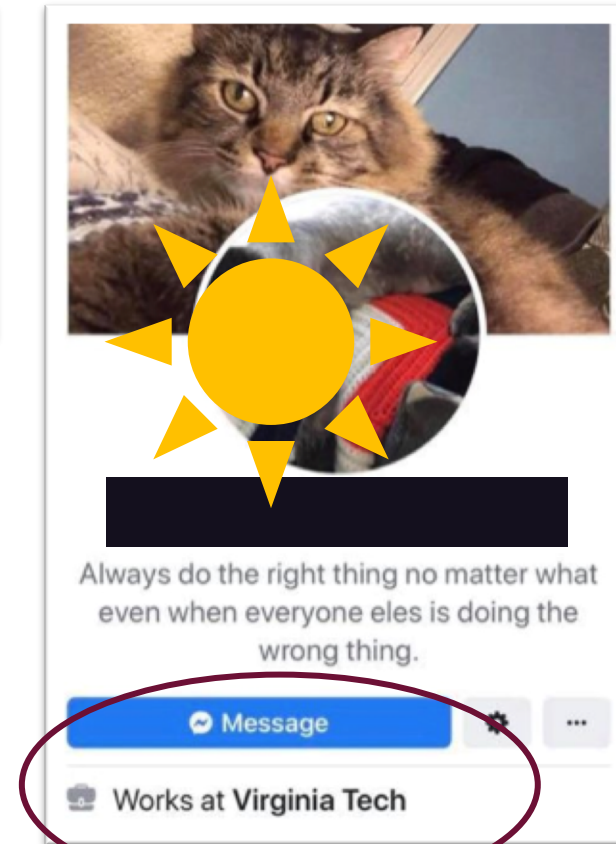 Always do the right thing no matter what
even when everyone eles is doing the
wrong thing.
Message
Works at Virginia Tech